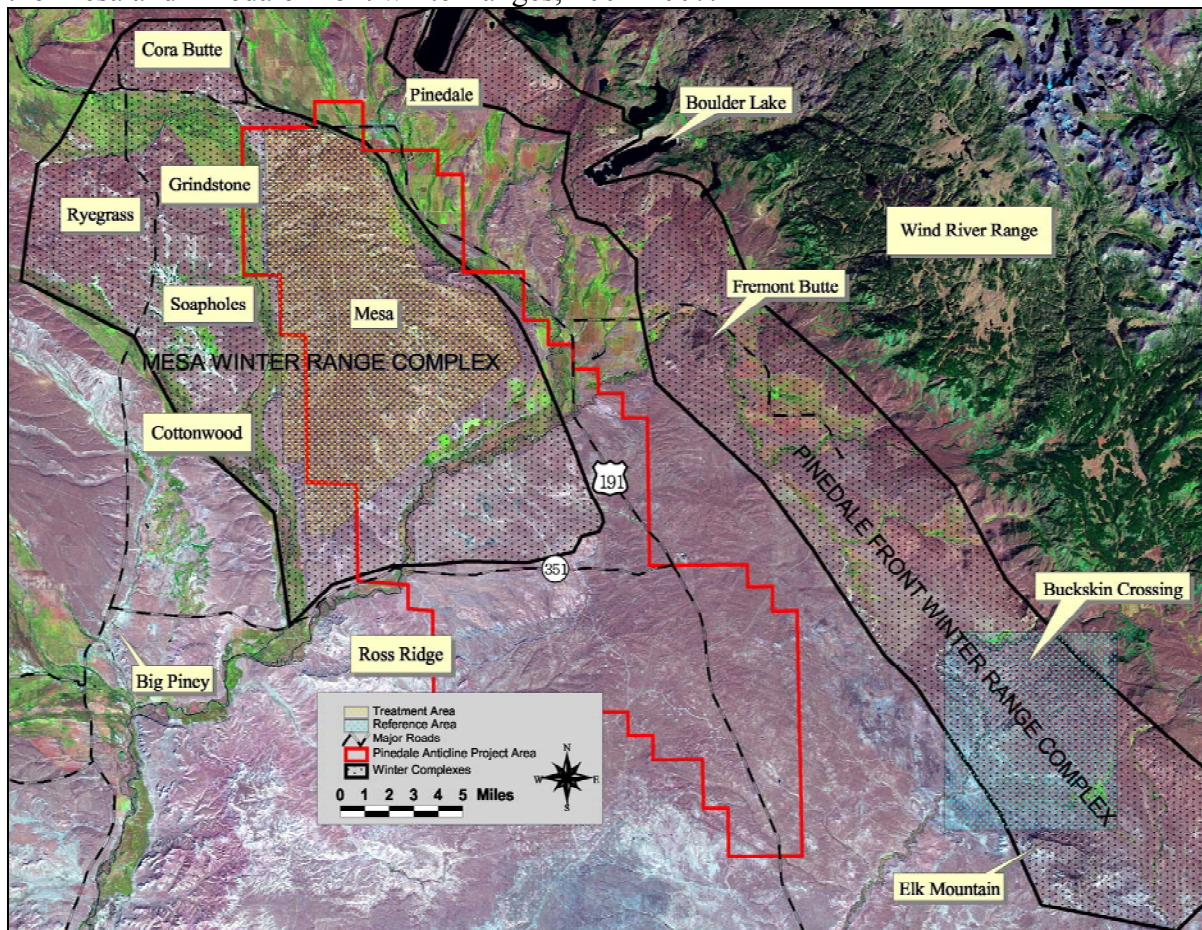 Cora Butte
Pinedale
Boulder Lake
Grindstone
Ryegrass
Wind River Range
Fremont Butte
Soapholes
Mesa
MESA WINTER RANGE COMPLEX
Cottonwood
191
PINEDALE FRONT WINTER RANGE COMPLEX
351
Buckskin Crossing
Ross Ridge
Big Piney
Treatment Area
Reference Area
Major Roads
Pinedale Anticline Project Area
Winter Complexes
N
W E
S
0 1 2 3 4 5 Miles
Elk Mountain